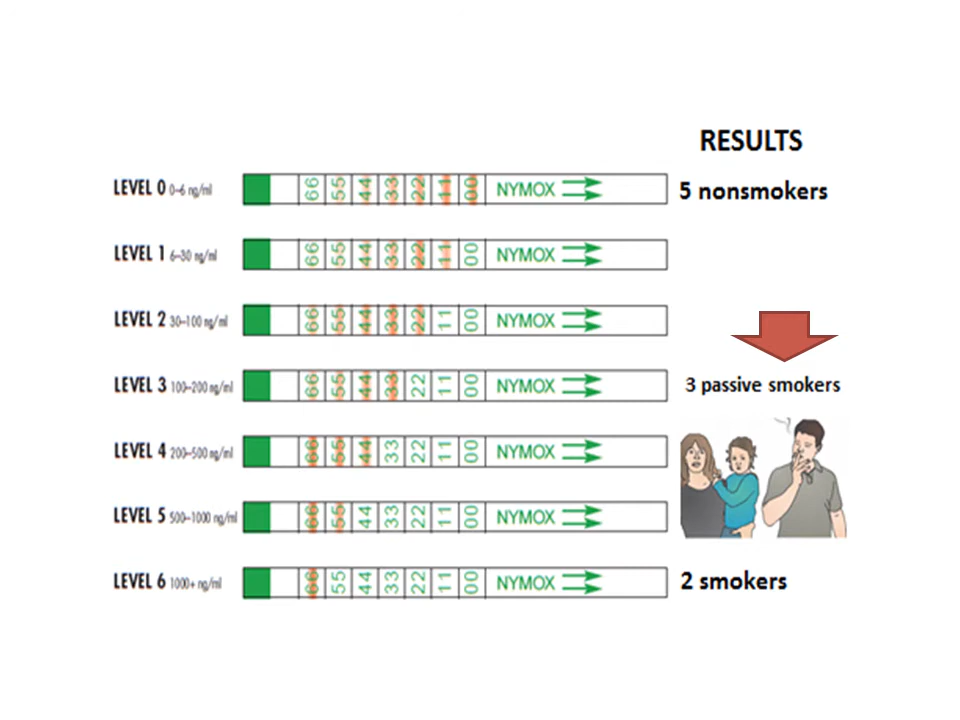 RESULTS
LEVEL 0 0–6 ng/ml 66 55 44 33 22 11 00 NYMOX 5 nonsmokers
LEVEL 1 6–30 ng/ml 66 55 44 33 22 11 00 NYMOX
LEVEL 2 30–100 ng/ml 66 55 44 33 22 11 00 NYMOX
LEVEL 3 100–200 ng/ml 66 55 44 33 22 11 00 NYMOX 3 passive smokers
LEVEL 4 200–500 ng/ml 66 55 44 33 22 11 00 NYMOX
LEVEL 5 500–1000 ng/ml 66 55 44 33 22 11 00 NYMOX
LEVEL 6 1000+ ng/ml 66 55 44 33 22 11 00 NYMOX 2 smokers